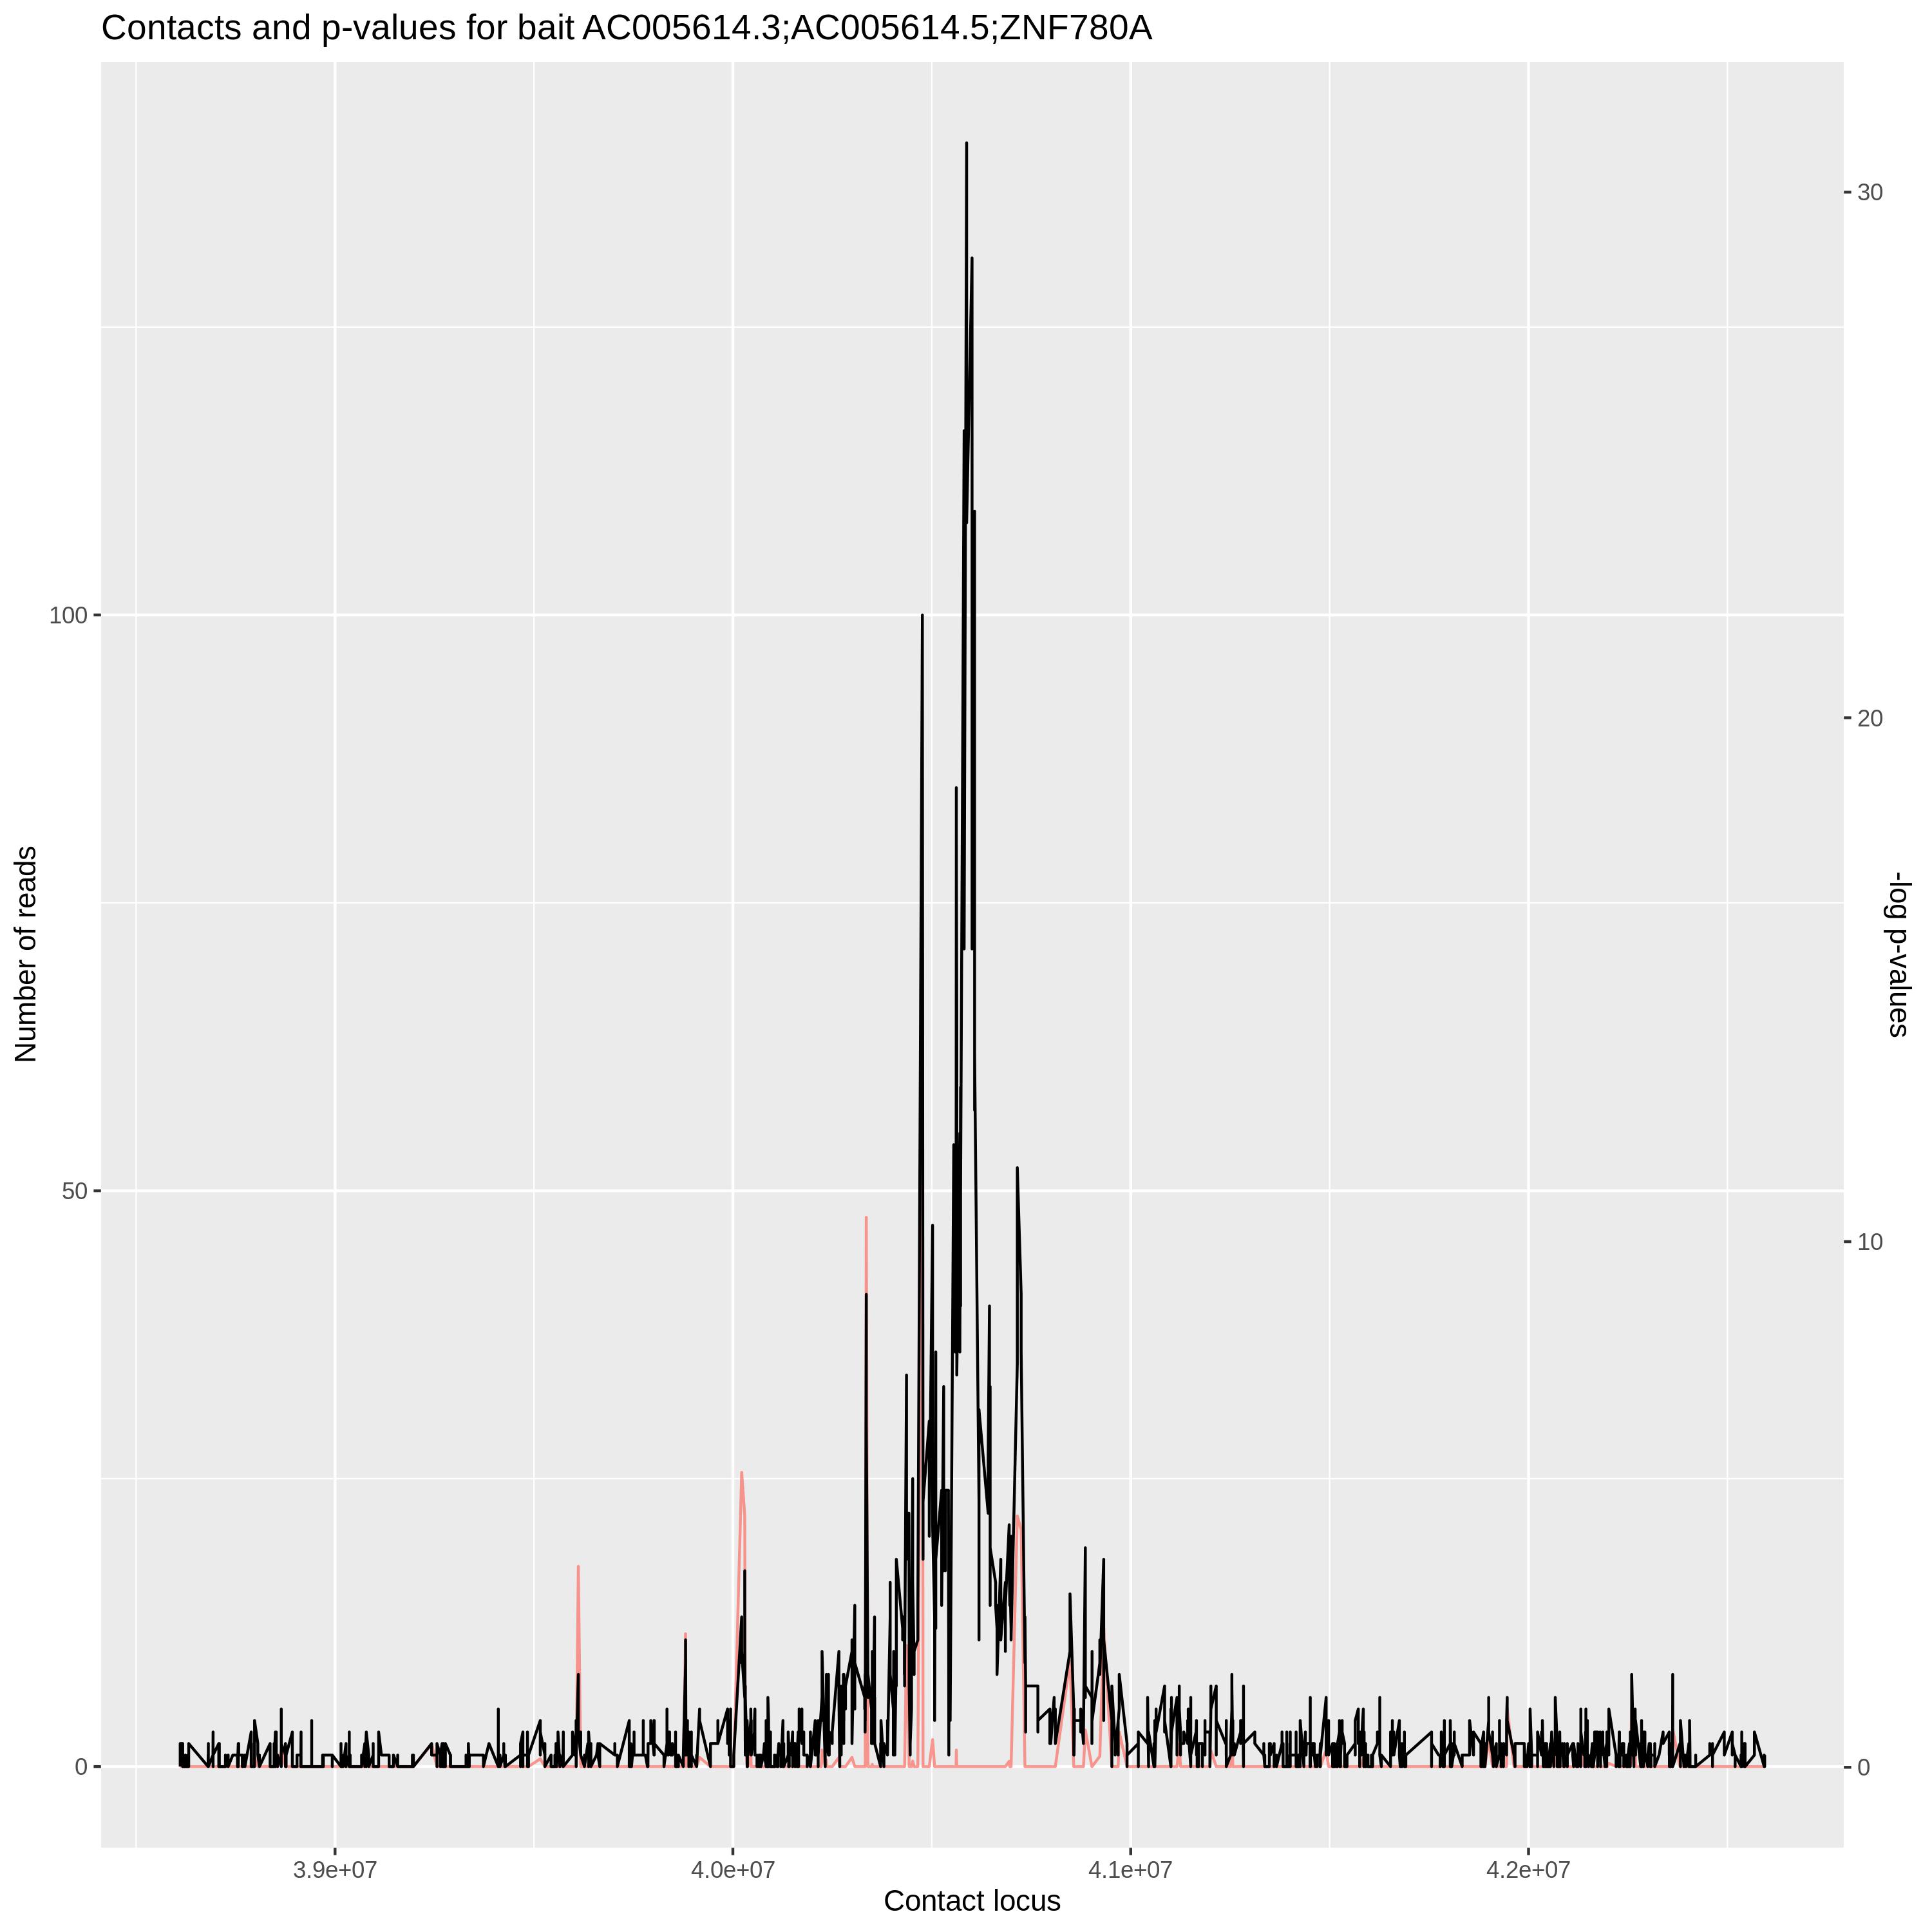 Contacts and p-values for bait AC005614.3;AC005614.5;ZNF780A
Number of reads
100
50
0
30
20
10
0
-log p-values
3.9e+07 4.0e+07 4.1e+07 4.2e+07
Contact locus